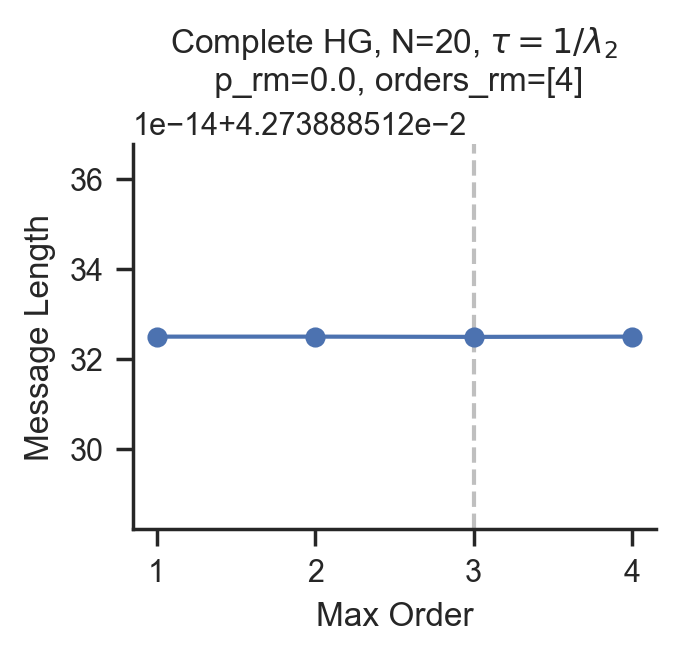 Complete HG, N=20, τ = 1/λ₂
p_rm=0.0, orders_rm=[4]
1e−14+4.273888512e−2
36
34
32
30
Message Length
1 2 3 4
Max Order